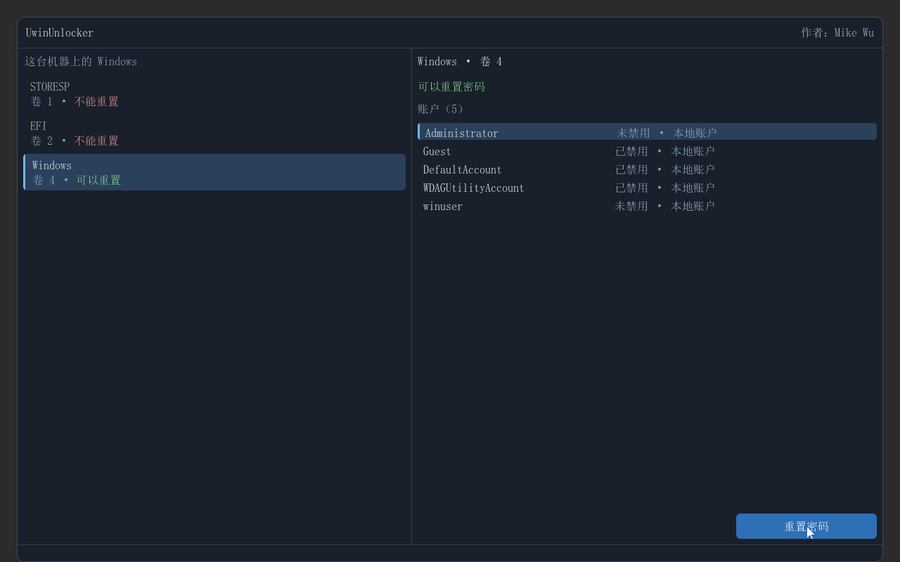 UwinUnlocker
作者: Mike Wu
这台机器上的 Windows
STORESP
卷 1 • 不能重置
EFI
卷 2 • 不能重置
Windows
卷 4 • 可以重置
Windows • 卷 4
可以重置密码
账户（5）
Administrator 未禁用 • 本地账户
Guest 已禁用 • 本地账户
DefaultAccount 已禁用 • 本地账户
WDAGUtilityAccount 已禁用 • 本地账户
winuser 未禁用 • 本地账户
重置密码